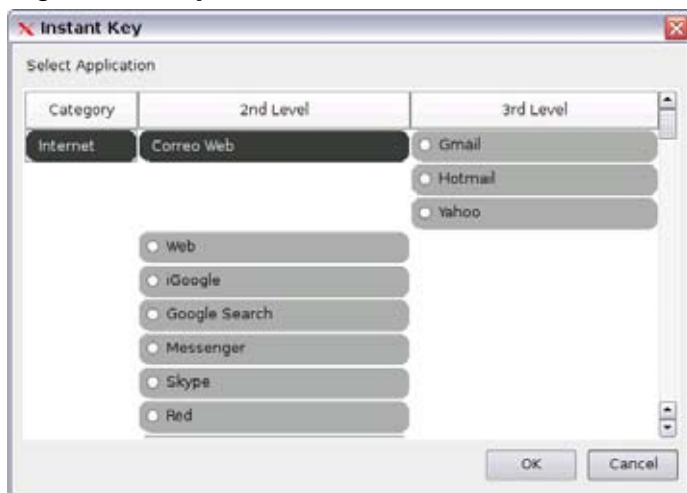 Instant Key
Select Application
Category 2nd Level 3rd Level
Internet Correo Web Gmail
Hotmail
Yahoo
Web
iGoogle
Google Search
Messenger
Skype
Red
OK Cancel